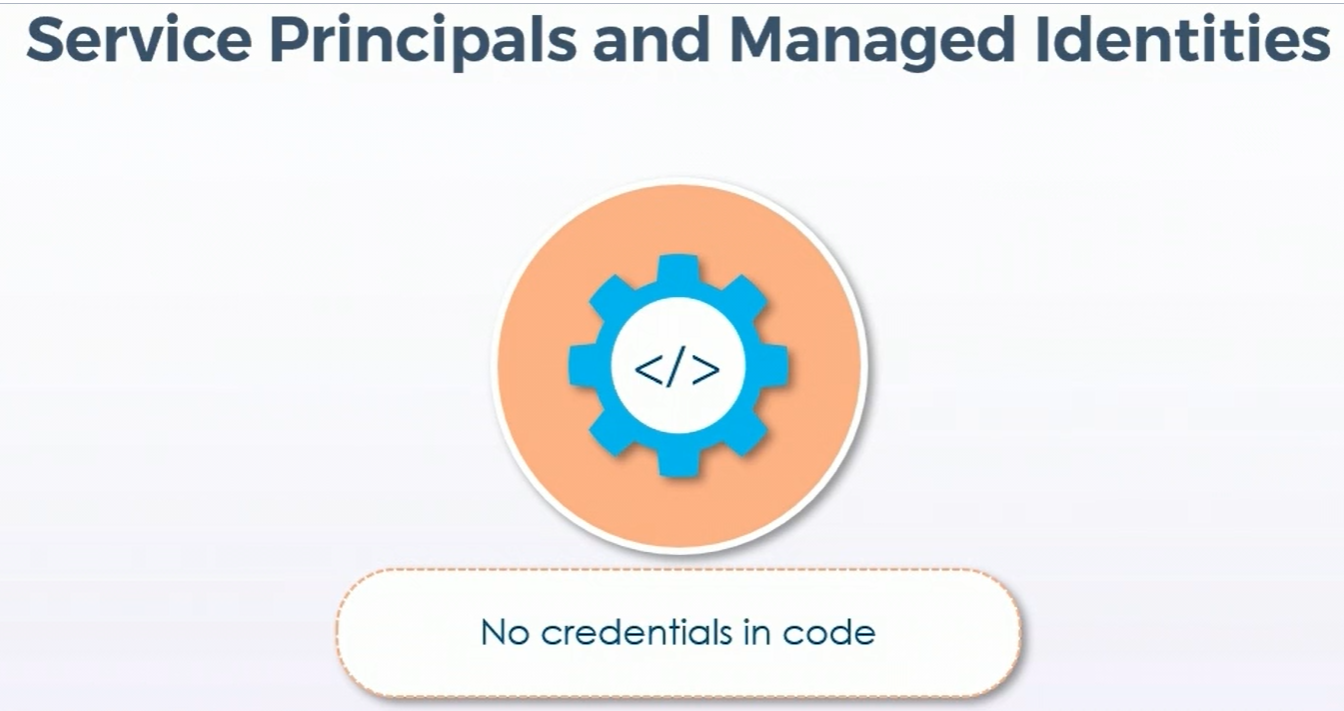 Service Principals and Managed Identities
</>
No credentials in code